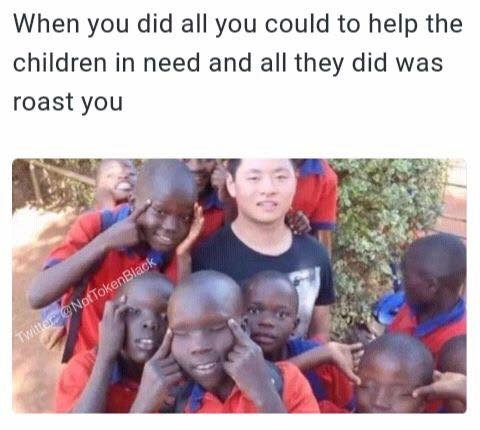 When you did all you could to help the
children in need and all they did was
roast you
Twitter: @NotTokenBlack